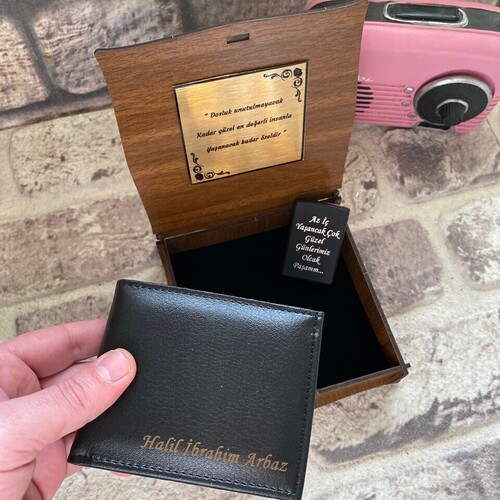 " Dostluk unutulmayacak
Kadar güzel en değerli insanla
Yaşanacak kadar özeldir "
Az İş
Yaşancak Çok
Güzel
Günlerimiz
Olcak
Paşamm...
Halil İbrahim Arbaz